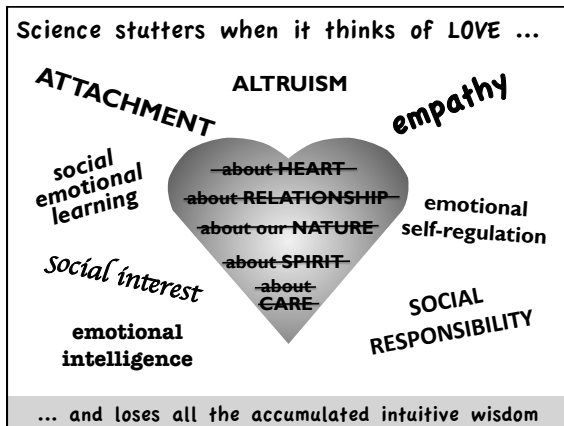 Science stutters when it thinks of LOVE ...
ATTACHMENT
ALTRUISM
empathy
social
emotional
learning
about HEART
about RELATIONSHIP
about our NATURE
about SPIRIT
about
CARE
emotional
self-regulation
Social interest
emotional
intelligence
SOCIAL
RESPONSIBILITY
... and loses all the accumulated intuitive wisdom